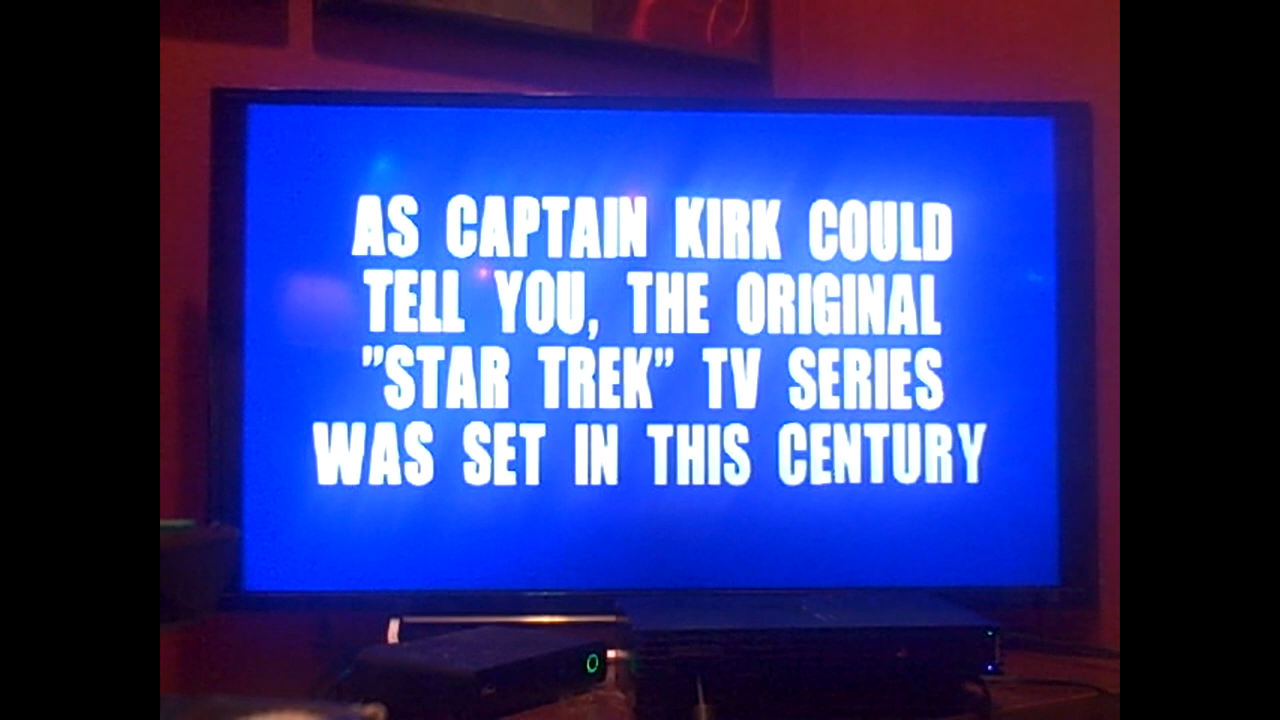 AS CAPTAIN KIRK COULD
TELL YOU, THE ORIGINAL
”STAR TREK” TV SERIES
WAS SET IN THIS CENTURY